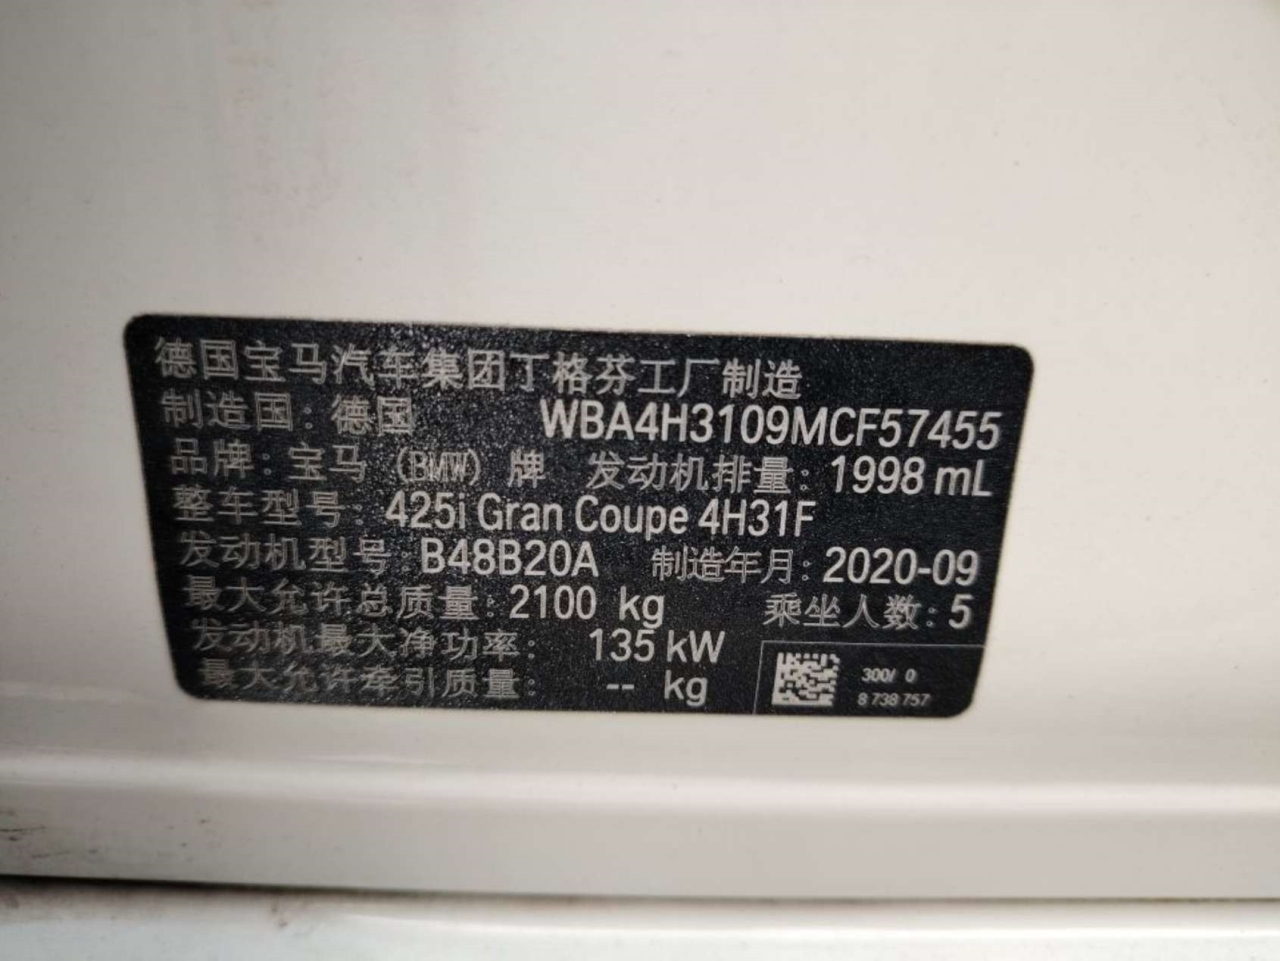 德国宝马汽车集团丁格芬工厂制造
制造国：德国 WBA4H3109MCF57455
品牌：宝马（BMW）牌 发动机排量：1998 mL
整车型号：425i Gran Coupe 4H31F
发动机型号：B48B20A 制造年月：2020-09
最大允许总质量：2100 kg 乘坐人数：5
发动机最大净功率：135 kW
最大允许牵引质量：-- kg
300/ 0
8 738 757